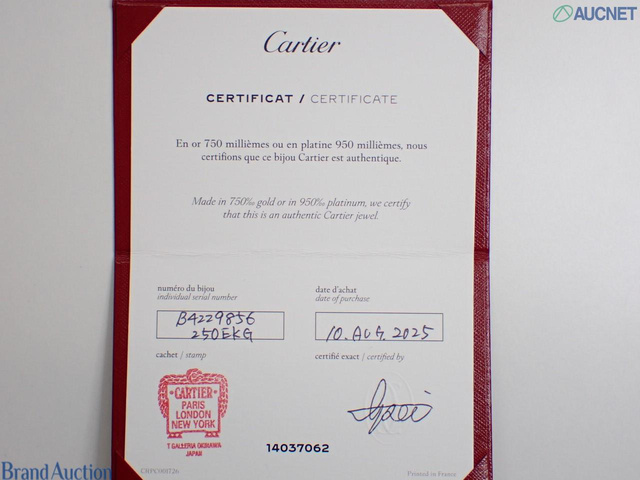 AUCNET
Cartier
CERTIFICAT / CERTIFICATE
En or 750 millièmes ou en platine 950 millièmes, nous
certifions que ce bijou Cartier est authentique.
Made in 750‰ gold or in 950‰ platinum, we certify
that this is an authentic Cartier jewel.
numéro du bijou
individual serial number
B4229856
250EKG
date d'achat
date of purchase
10. AUG. 2025
cachet / stamp
CARTIER
PARIS
LONDON
NEW YORK
T GALLERIA OKINAWA
JAPAN
certifié exact / certified by
14037062
Printed in France
Brand Auction